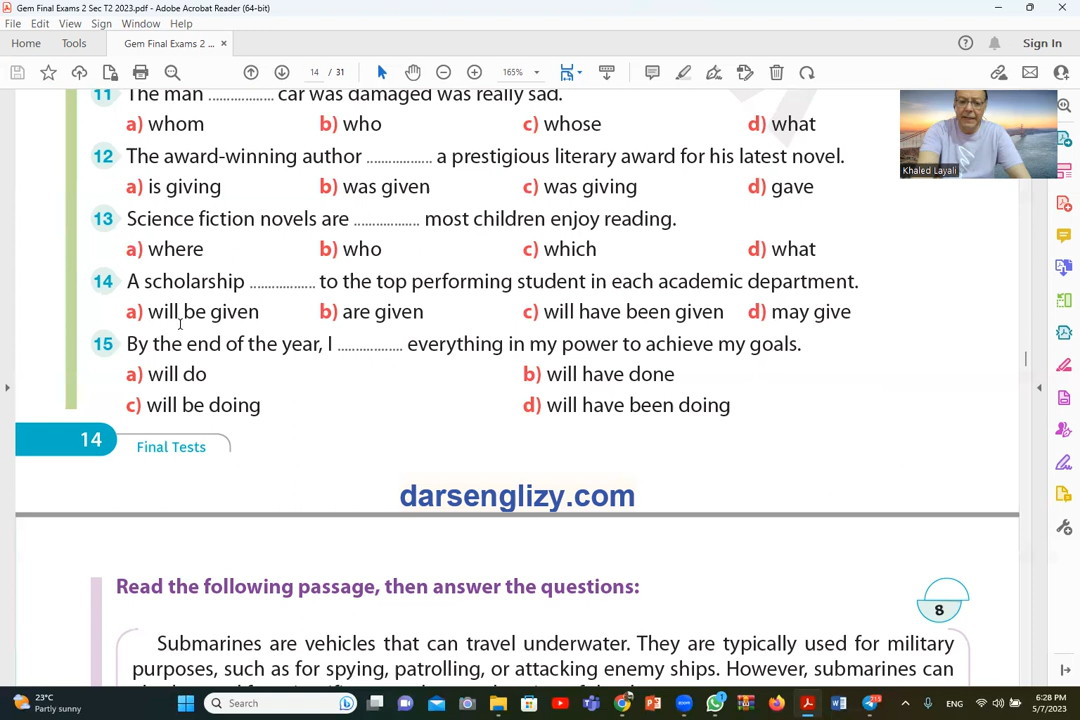 Gem Final Exams 2 Sec T2 2023.pdf - Adobe Acrobat Reader (64-bit)
File Edit View Sign Window Help
Home Tools Gem Final Exams 2 ... × Sign In
14 / 31 165%
11 The man .................. car was damaged was really sad.
a) whom b) who c) whose d) what
12 The award-winning author .................. a prestigious literary award for his latest novel.
a) is giving b) was given c) was giving d) gave
13 Science fiction novels are .................. most children enjoy reading.
a) where b) who c) which d) what
14 A scholarship .................. to the top performing student in each academic department.
a) will be given b) are given c) will have been given d) may give
15 By the end of the year, I .................. everything in my power to achieve my goals.
a) will do b) will have done
c) will be doing d) will have been doing
14 Final Tests
darsenglizy.com
Read the following passage, then answer the questions:
8
Submarines are vehicles that can travel underwater. They are typically used for military
purposes, such as for spying, patrolling, or attacking enemy ships. However, submarines can
Khaled Layali
23°C
Partly sunny
Search
ENG
6:28 PM
5/7/2023